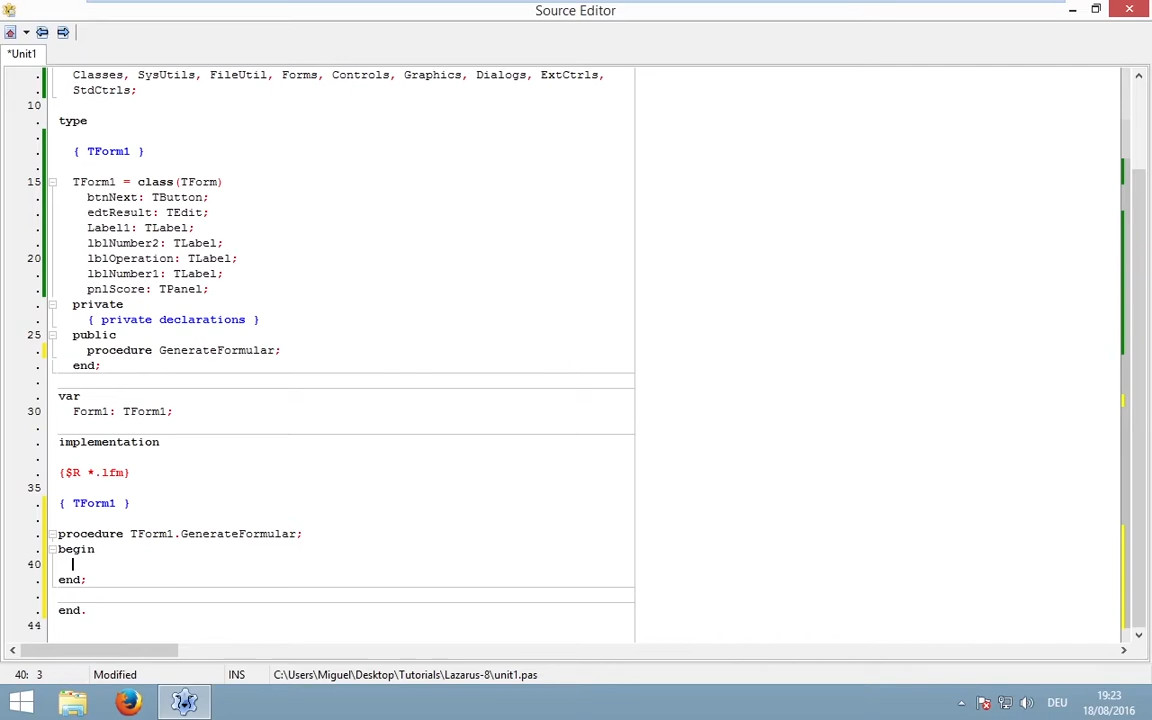 Source Editor
*Unit1
. Classes, SysUtils, FileUtil, Forms, Controls, Graphics, Dialogs, ExtCtrls,
. StdCtrls;
10
. type
.
. { TForm1 }
.
15 TForm1 = class(TForm)
. btnNext: TButton;
. edtResult: TEdit;
. Label1: TLabel;
. lblNumber2: TLabel;
20 lblOperation: TLabel;
. lblNumber1: TLabel;
. pnlScore: TPanel;
. private
. { private declarations }
25 public
. procedure GenerateFormular;
. end;
.
. var
30 Form1: TForm1;
.
. implementation
.
. {$R *.lfm}
35
. { TForm1 }
.
. procedure TForm1.GenerateFormular;
. begin
40
. end;
.
. end.
44
40: 3 Modified INS C:\Users\Miguel\Desktop\Tutorials\Lazarus-8\unit1.pas
DEU 19:23
18/08/2016